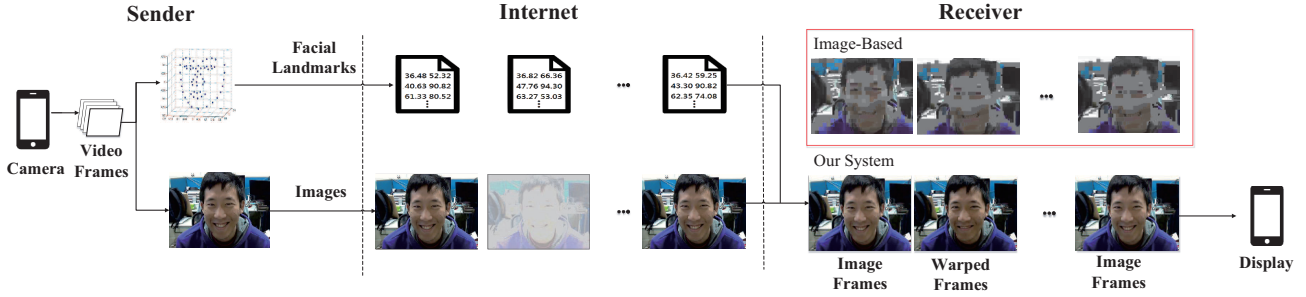 Sender
Internet
Receiver
Facial
Landmarks
36.48 52.32
40.63 90.82
61.33 80.52
⋮
36.82 66.36
47.76 94.30
63.27 53.03
⋮
...
36.42 59.25
43.30 90.82
62.35 74.08
⋮
Image-Based
...
Camera
Video
Frames
Images
...
Our System
...
Image
Frames
Warped
Frames
Image
Frames
Display